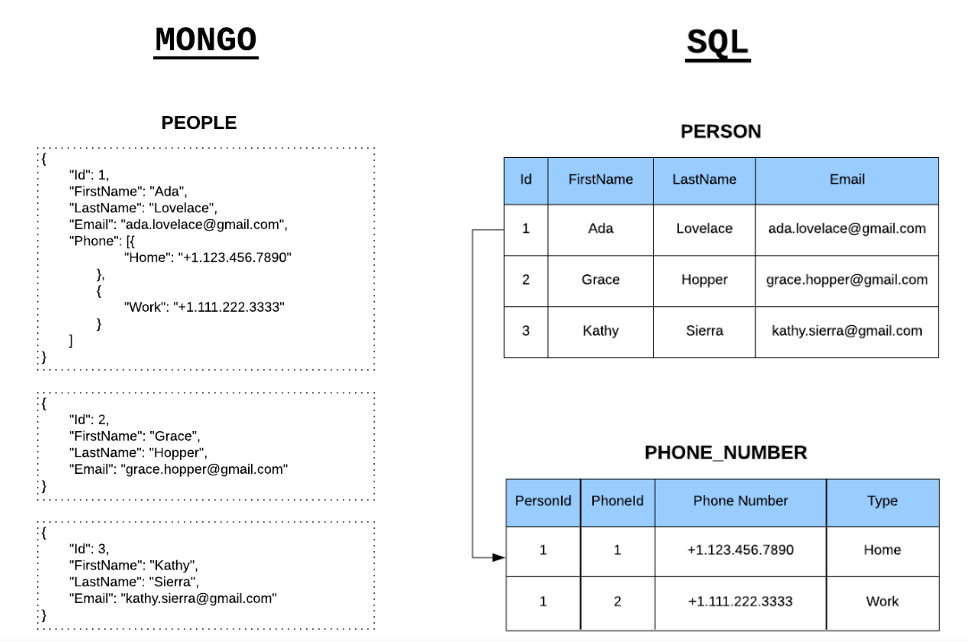 MONGO
PEOPLE
{
"Id": 1,
"FirstName": "Ada",
"LastName": "Lovelace",
"Email": "ada.lovelace@gmail.com",
"Phone": [{
"Home": "+1.123.456.7890"
},
{
"Work": "+1.111.222.3333"
}
]
}
{
"Id": 2,
"FirstName": "Grace",
"LastName": "Hopper",
"Email": "grace.hopper@gmail.com"
}
{
"Id": 3,
"FirstName": "Kathy",
"LastName": "Sierra",
"Email": "kathy.sierra@gmail.com"
}
SQL
PERSON
Id FirstName LastName Email
1 Ada Lovelace ada.lovelace@gmail.com
2 Grace Hopper grace.hopper@gmail.com
3 Kathy Sierra kathy.sierra@gmail.com
PHONE_NUMBER
PersonId PhoneId Phone Number Type
1 1 +1.123.456.7890 Home
1 2 +1.111.222.3333 Work